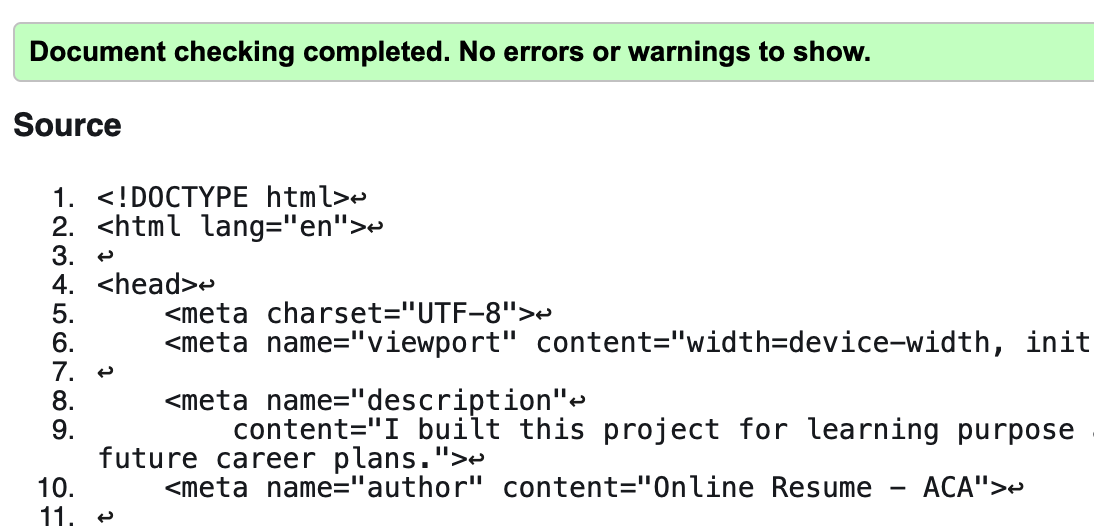 Document checking completed. No errors or warnings to show.
Source
1. <!DOCTYPE html>↩
2. <html lang="en">↩
3. ↩
4. <head>↩
5.     <meta charset="UTF-8">↩
6.     <meta name="viewport" content="width=device-width, init
7. ↩
8.     <meta name="description"↩
9.         content="I built this project for learning purpose
future career plans.">↩
10.     <meta name="author" content="Online Resume - ACA">↩
11. ↩